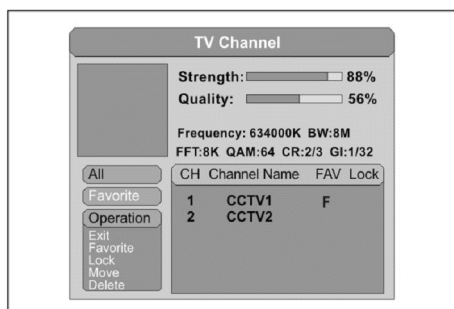 TV Channel
Strength: 88%
Quality: 56%
Frequency: 634000K BW:8M
FFT:8K QAM:64 CR:2/3 GI:1/32
All
Favorite
Operation
Exit
Favorite
Lock
Move
Delete
CH Channel Name FAV Lock
1 CCTV1 F
2 CCTV2